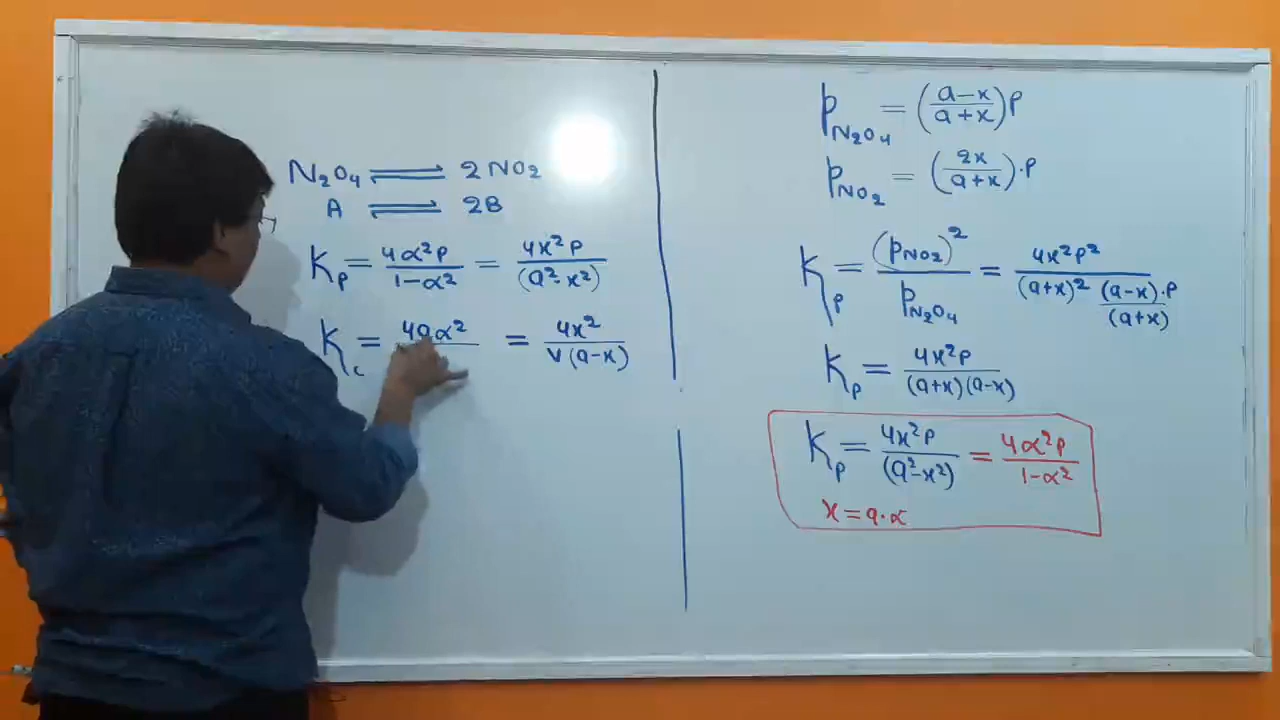 N₂O₄ ⇌ 2NO₂
A ⇌ 2B
Kp = 4α²P / 1-α² = 4x²P / (a²-x²)
Kc = 4aα² / = 4x² / V(a-x)
pN₂O₄ = (a-x / a+x)P
pNO₂ = (2x / a+x).P
Kp = (pNO₂)² / pN₂O₄ = 4x²P² / (a+x)² (a-x).P / (a+x)
Kp = 4x²P / (a+x)(a-x)
Kp = 4x²P / (a²-x²) = 4α²P / 1-α²
x = a.α